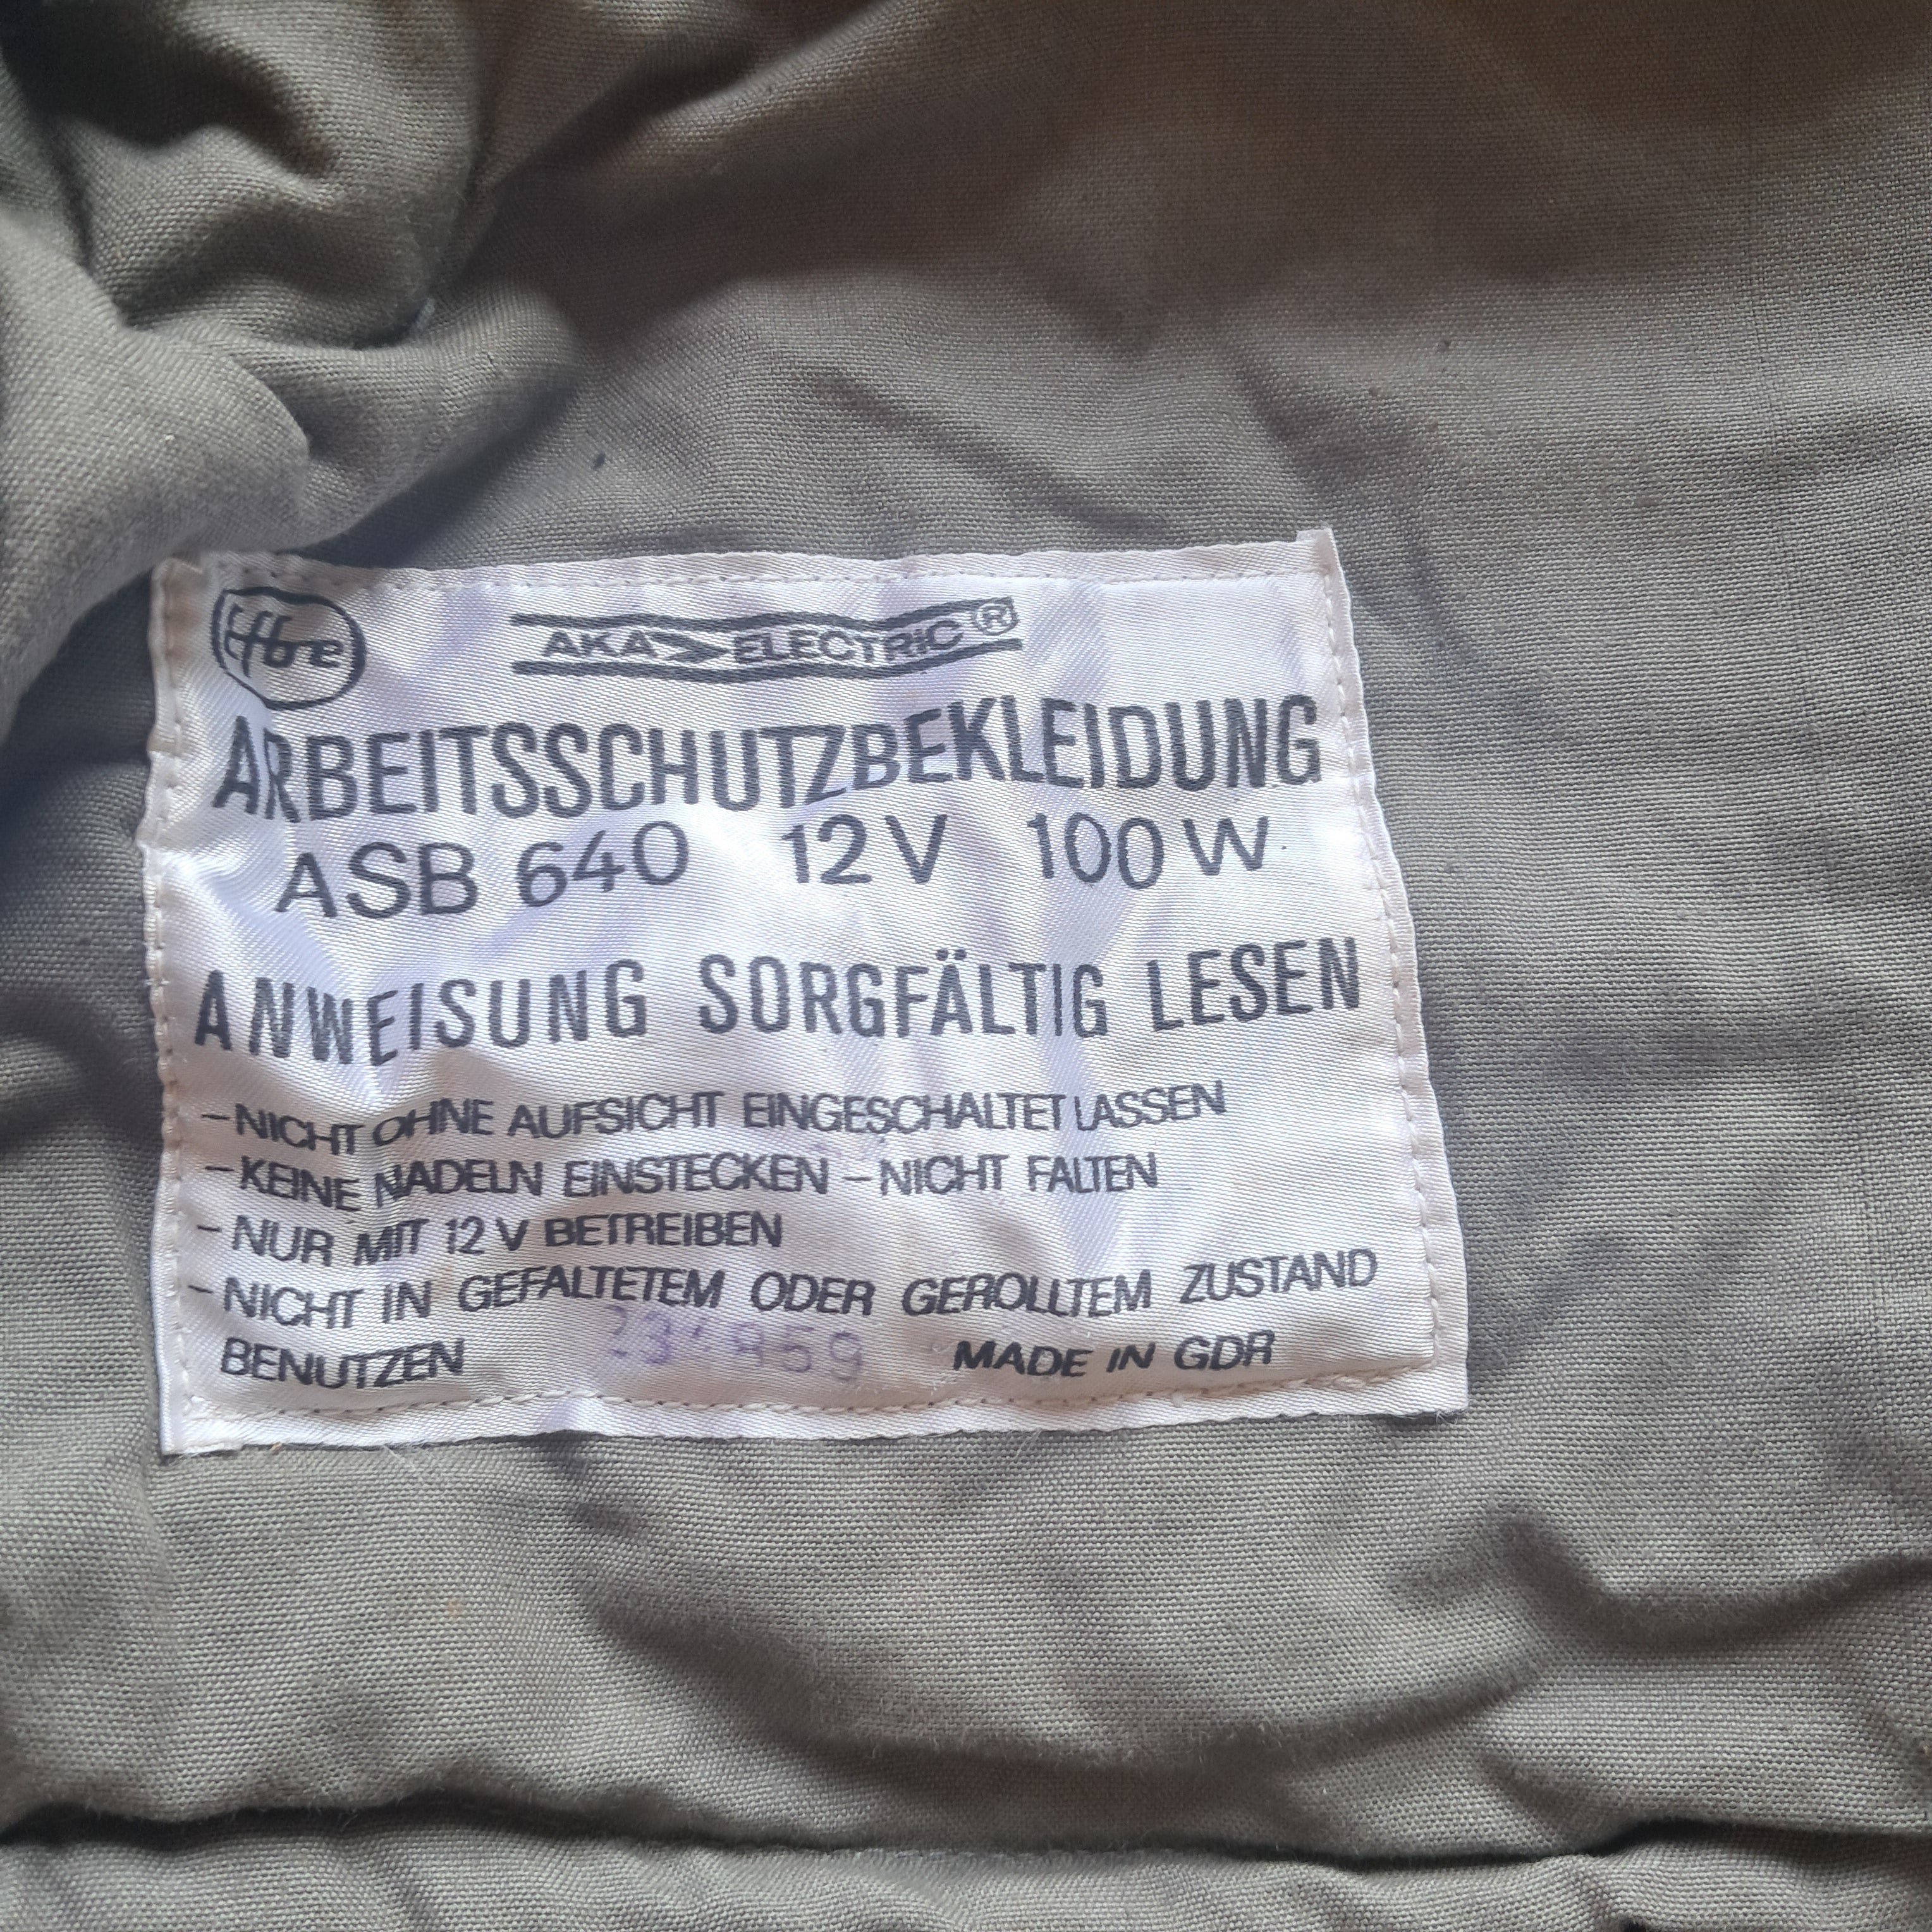 Efbe AKA ELECTRIC ®
ARBEITSSCHUTZBEKLEIDUNG
ASB 640 12 V 100 W
ANWEISUNG SORGFÄLTIG LESEN
-NICHT OHNE AUFSICHT EINGESCHALTET LASSEN
-KEINE NADELN EINSTECKEN -NICHT FALTEN
-NUR MIT 12 V BETREIBEN
-NICHT IN GEFALTETEM ODER GEROLLTEM ZUSTAND
BENUTZEN MADE IN GDR